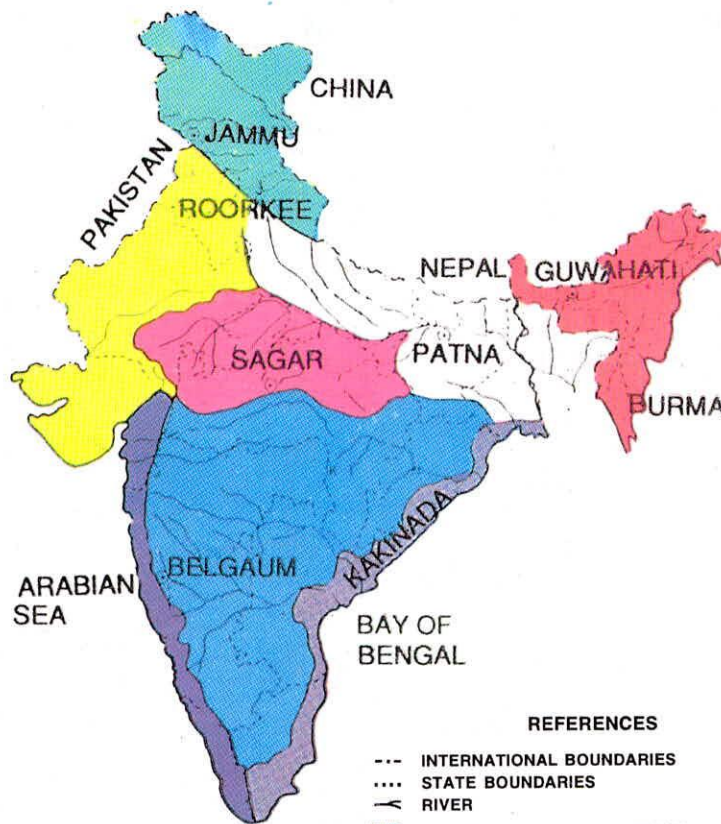 CHINA
JAMMU
PAKISTAN
ROORKEE
NEPAL
GUWAHATI
SAGAR
PATNA
BURMA
KAKINADA
BELGAUM
ARABIAN
SEA
BAY OF
BENGAL
REFERENCES
INTERNATIONAL BOUNDARIES
STATE BOUNDARIES
RIVER